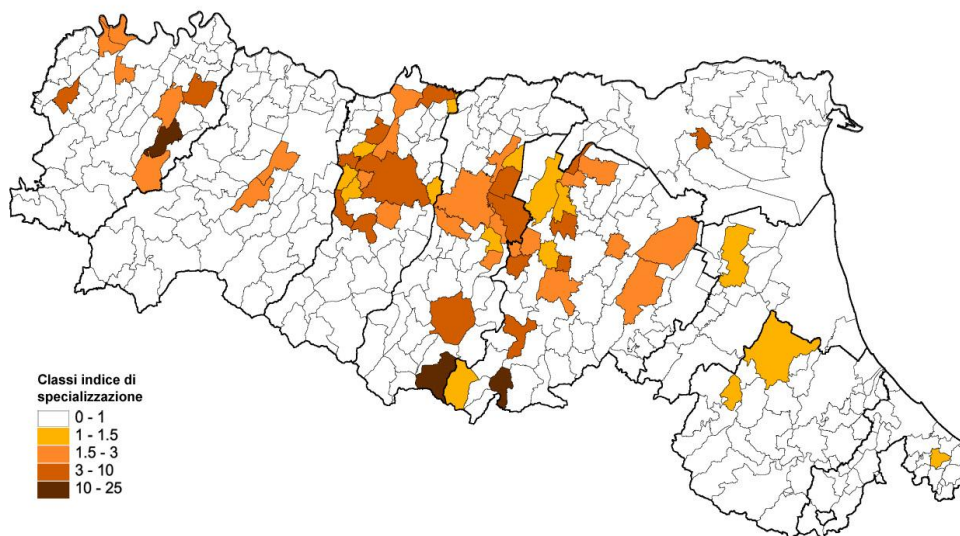 Classi indice di
specializzazione
0 - 1
1 - 1.5
1.5 - 3
3 - 10
10 - 25